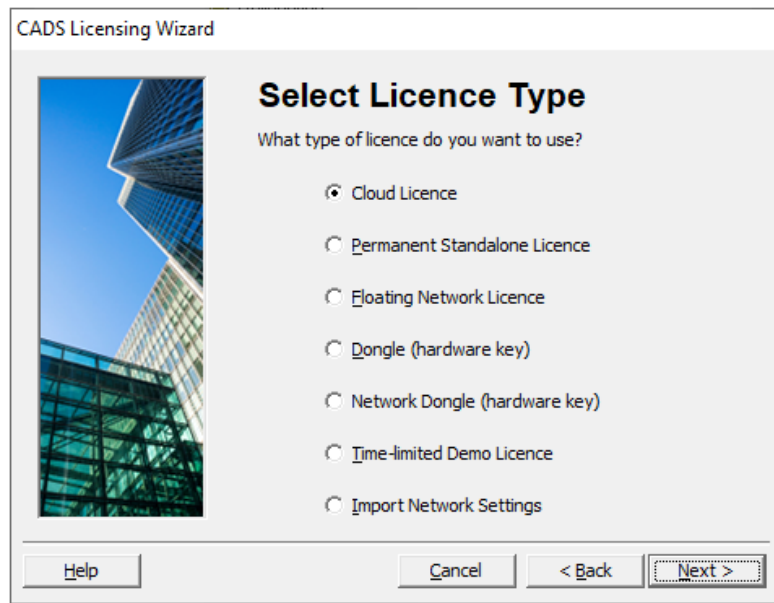 CADS Licensing Wizard
Select Licence Type
What type of licence do you want to use?
Cloud Licence
Permanent Standalone Licence
Floating Network Licence
Dongle (hardware key)
Network Dongle (hardware key)
Time-limited Demo Licence
Import Network Settings
Help
Cancel
< Back
Next >